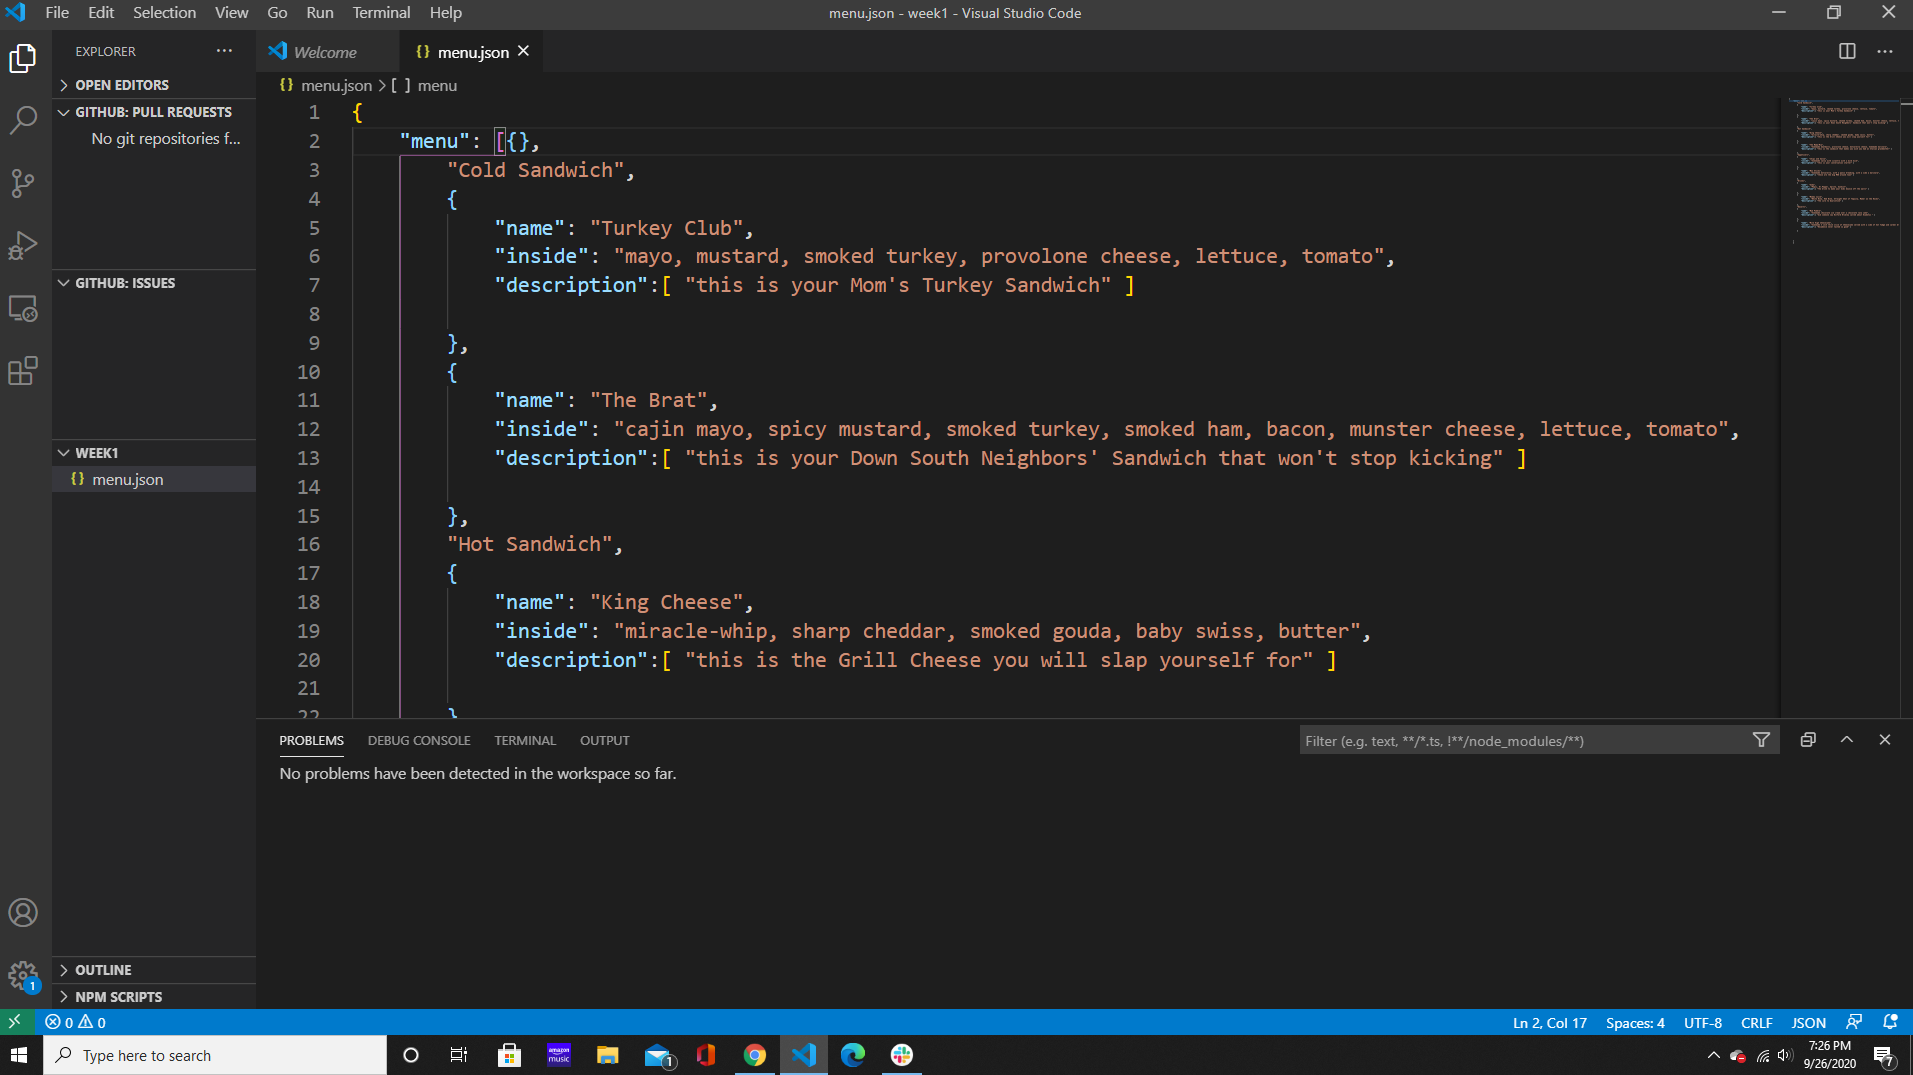 File Edit Selection View Go Run Terminal Help
menu.json - week1 - Visual Studio Code
EXPLORER
Welcome
menu.json
OPEN EDITORS
menu.json > [ ] menu
GITHUB: PULL REQUESTS
No git repositories f...
GITHUB: ISSUES
WEEK1
menu.json
OUTLINE
NPM SCRIPTS
1 {
2 "menu": [{},
3 "Cold Sandwich",
4 {
5 "name": "Turkey Club",
6 "inside": "mayo, mustard, smoked turkey, provolone cheese, lettuce, tomato",
7 "description":[ "this is your Mom's Turkey Sandwich" ]
8
9 },
10 {
11 "name": "The Brat",
12 "inside": "cajin mayo, spicy mustard, smoked turkey, smoked ham, bacon, munster cheese, lettuce, tomato",
13 "description":[ "this is your Down South Neighbors' Sandwich that won't stop kicking" ]
14
15 },
16 "Hot Sandwich",
17 {
18 "name": "King Cheese",
19 "inside": "miracle-whip, sharp cheddar, smoked gouda, baby swiss, butter",
20 "description":[ "this is the Grill Cheese you will slap yourself for" ]
21
22 }
PROBLEMS DEBUG CONSOLE TERMINAL OUTPUT
Filter (e.g. text, **/*.ts, !**/node_modules/**)
No problems have been detected in the workspace so far.
1
0 0
Ln 2, Col 17 Spaces: 4 UTF-8 CRLF JSON
Type here to search
amazon music
1
7:26 PM
9/26/2020
7